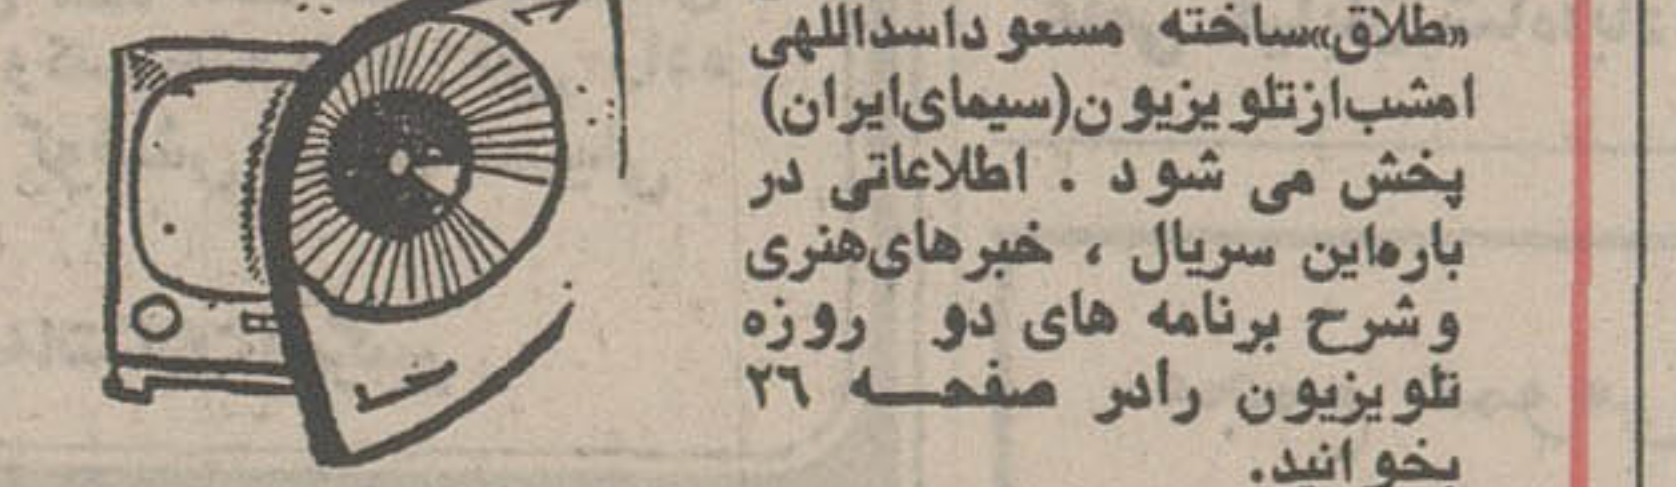 «طلاق» ساخته مسعود اسداللهی
امشب از تلویزیون (سیمای ایران)
پخش می شود . اطلاعاتی در
باره این سریال ، خبرهای هنری
و شرح برنامه های دو روزه
تلویزیون را در صفحه ۲۶
بخوانید.